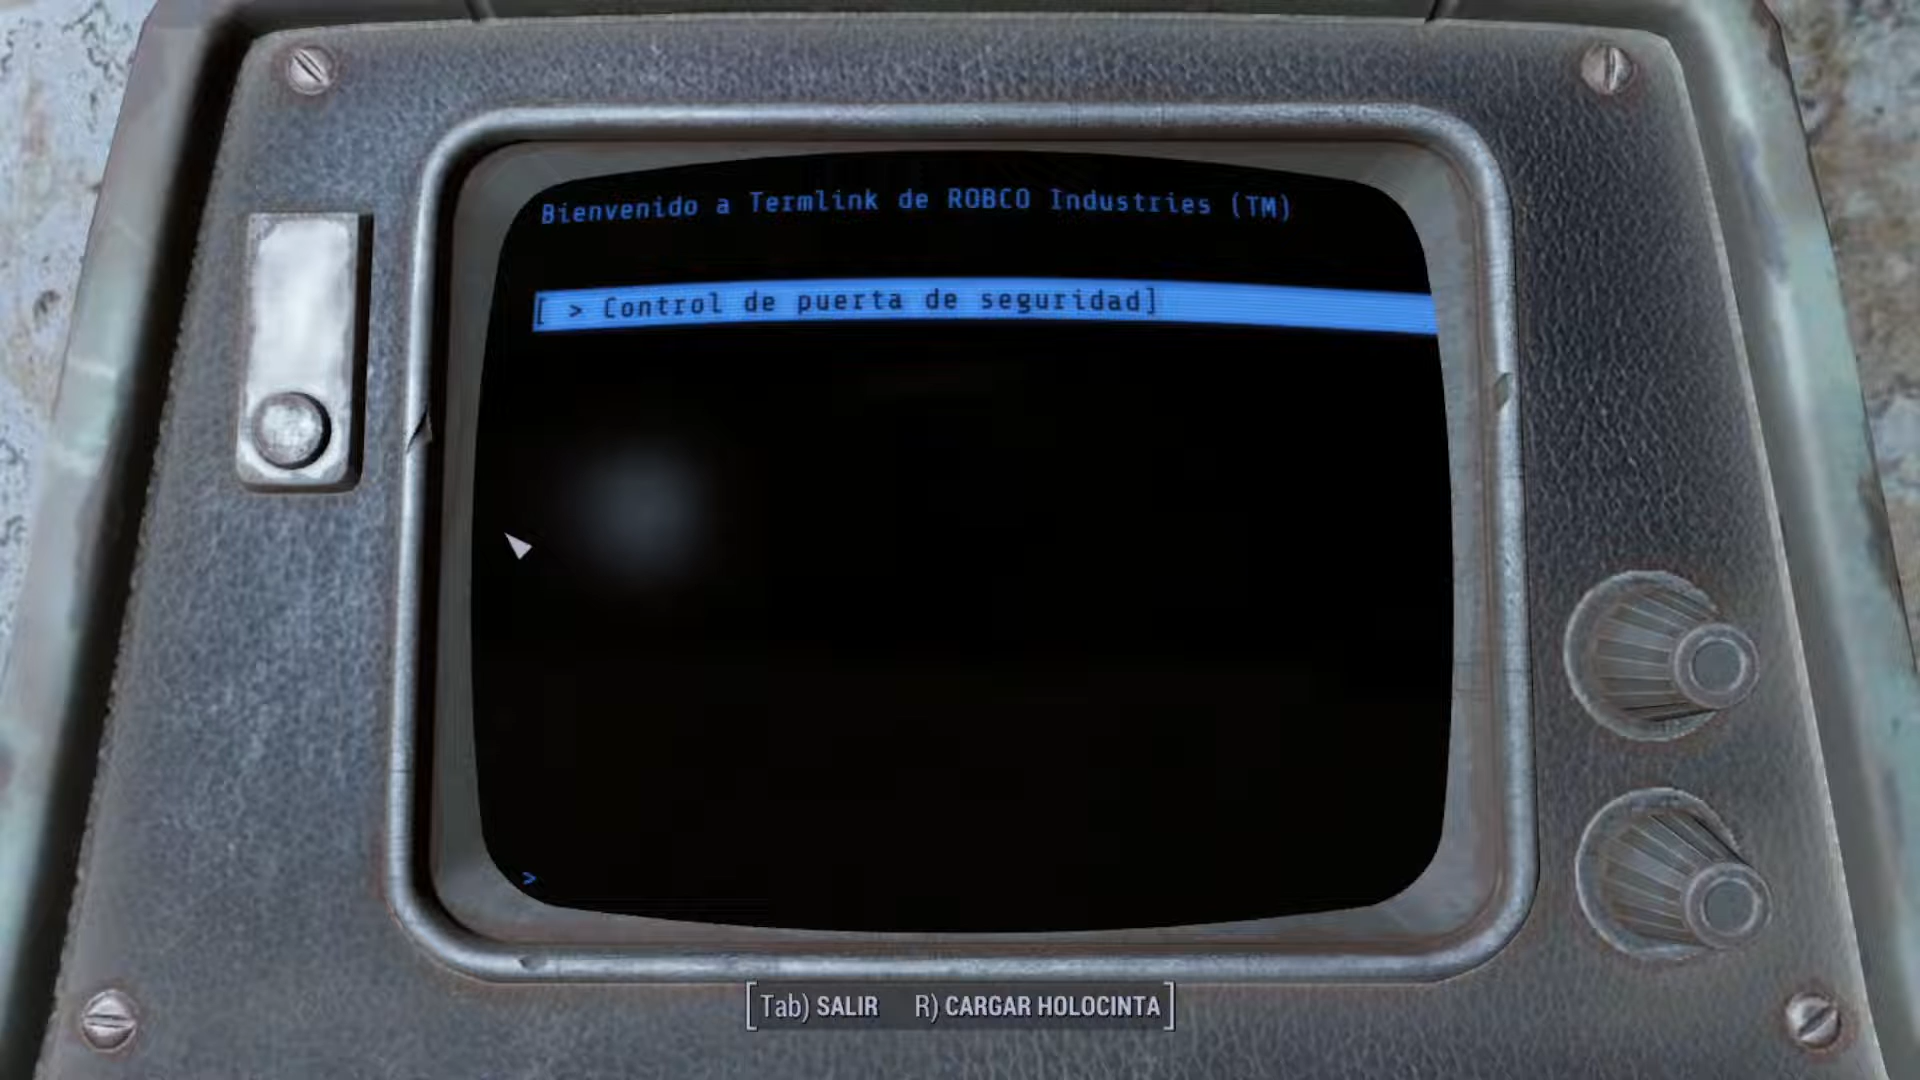 Bienvenido a Termlink de ROBCO Industries (TM)
[ > Control de puerta de seguridad]
>
[Tab) SALIR R) CARGAR HOLOCINTA]